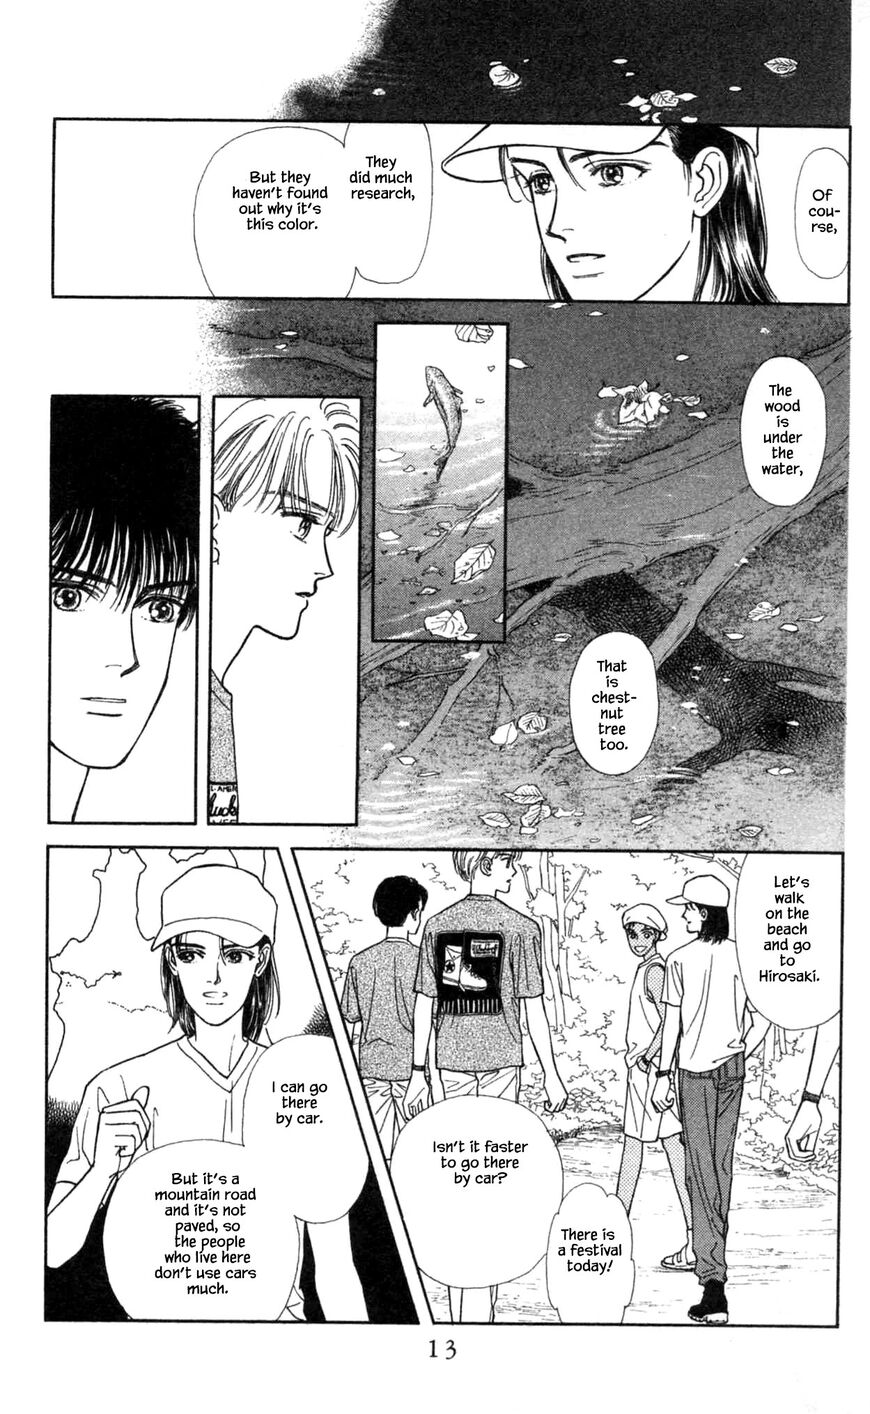 Of
cou-
rse,
They
did much
research,
But they
haven't found
out why it's
this color.
The
wood
is
under
the
water,
That
is
chest-
nut
tree
too.
Let's
walk
on the
beach
and go
to
Hirosaki.
Isn't it faster
to go there
by car?
There is
a festival
today!
I can go
there
by car.
But it's a
mountain road
and it's not
paved, so
the people
who live here
don't use cars
much.
13